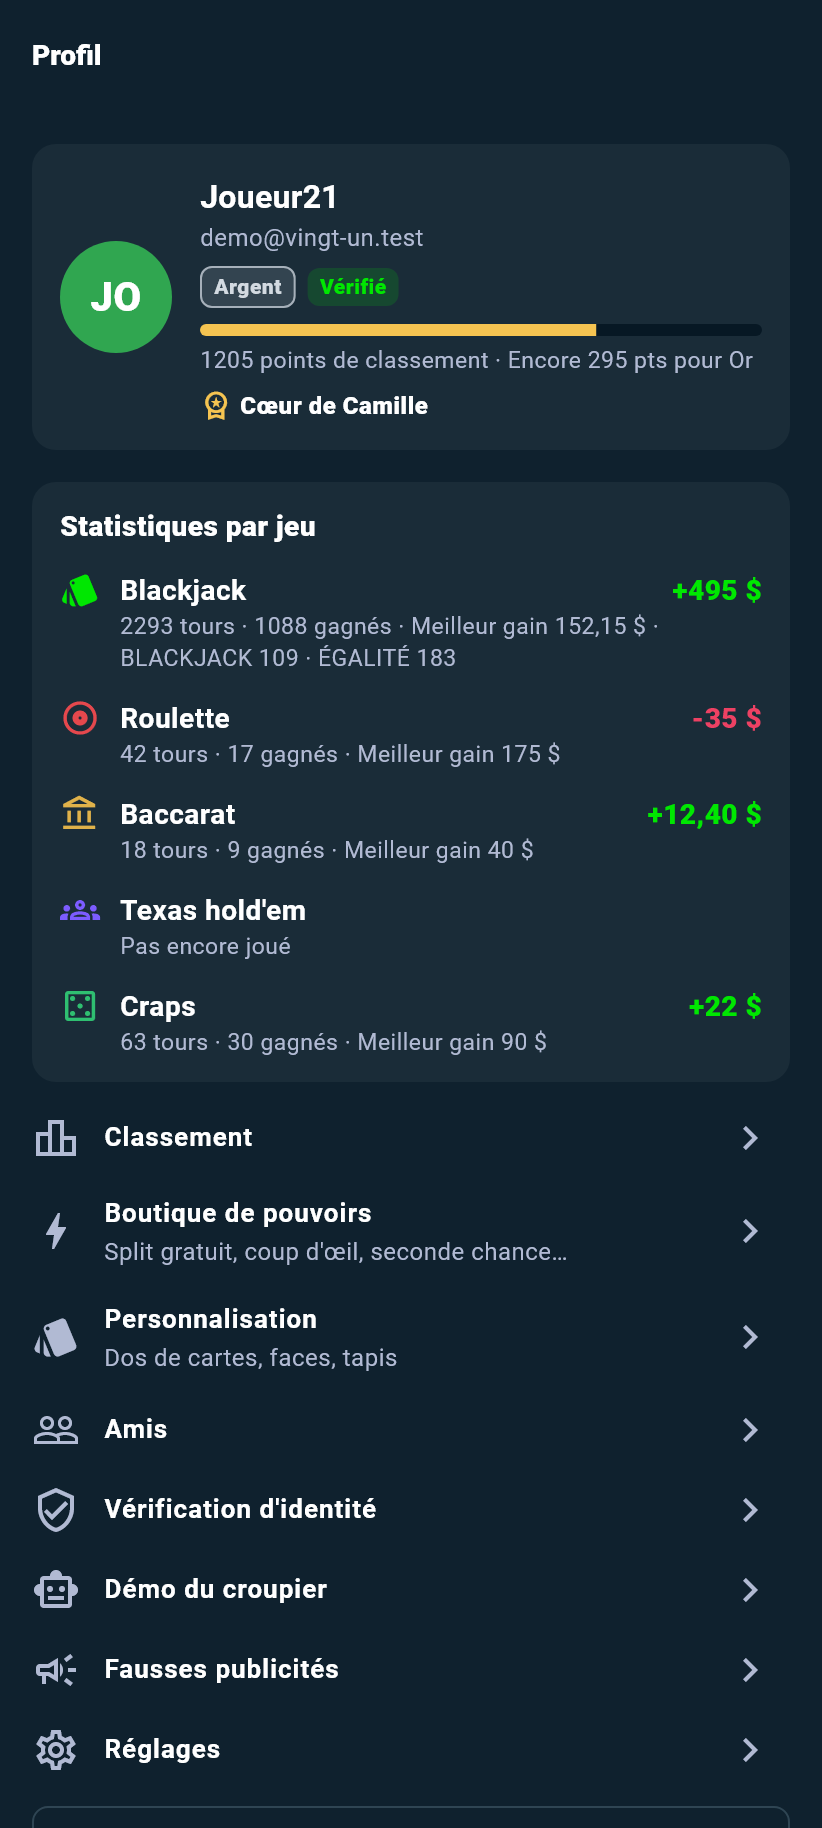 Profil
JO
Joueur21
demo@vingt-un.test
Argent
Vérifié
1205 points de classement · Encore 295 pts pour Or
Cœur de Camille
Statistiques par jeu
Blackjack +495 $
2293 tours · 1088 gagnés · Meilleur gain 152,15 $ ·
BLACKJACK 109 · ÉGALITÉ 183
Roulette -35 $
42 tours · 17 gagnés · Meilleur gain 175 $
Baccarat +12,40 $
18 tours · 9 gagnés · Meilleur gain 40 $
Texas hold'em
Pas encore joué
Craps +22 $
63 tours · 30 gagnés · Meilleur gain 90 $
Classement
Boutique de pouvoirs
Split gratuit, coup d'œil, seconde chance…
Personnalisation
Dos de cartes, faces, tapis
Amis
Vérification d'identité
Démo du croupier
Fausses publicités
Réglages